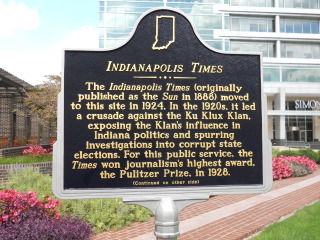 INDIANAPOLIS TIMES
The Indianapolis Times (originally
published as the Sun in 1888) moved
to this site in 1924. In the 1920s, it led
a crusade against the Ku Klux Klan,
exposing the Klan's influence in
Indiana politics and spurring
investigations into corrupt state
elections. For this public service, the
Times won journalism's highest award,
the Pulitzer Prize, in 1928.
(Continued on other side)
SIMON